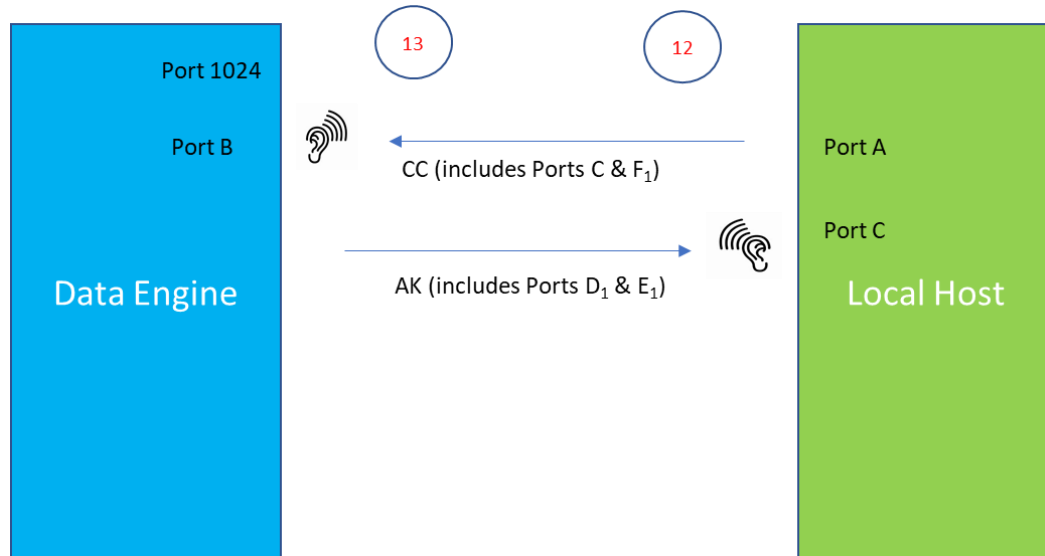 13
12
Port 1024
Port B
Port A
CC (includes Ports C & F₁)
Port C
AK (includes Ports D₁ & E₁)
Data Engine
Local Host